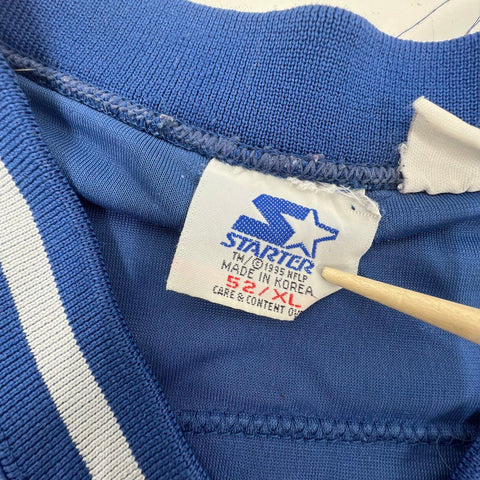 STARTER
TM/©1995 NFLP
MADE IN KOREA
52/XL
CARE & CONTENT